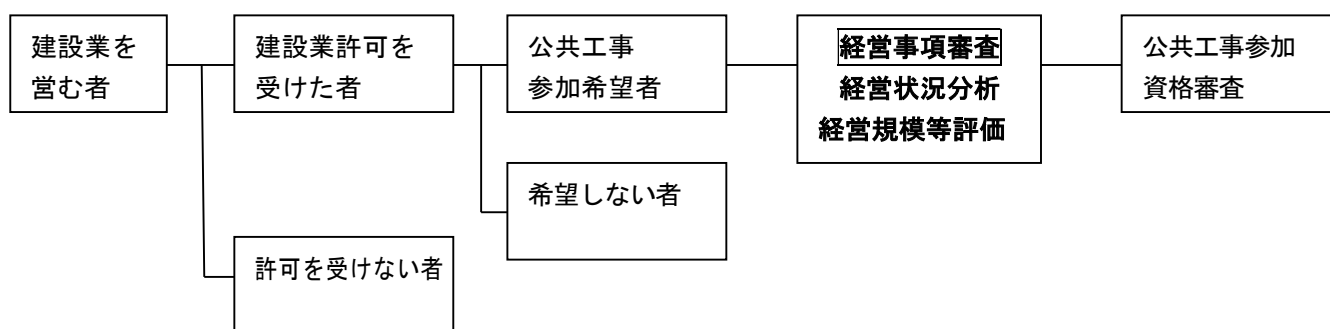 建設業を
営む者
建設業許可を
受けた者
公共工事
参加希望者
経営事項審査
経営状況分析
経営規模等評価
公共工事参加
資格審査
希望しない者
許可を受けない者